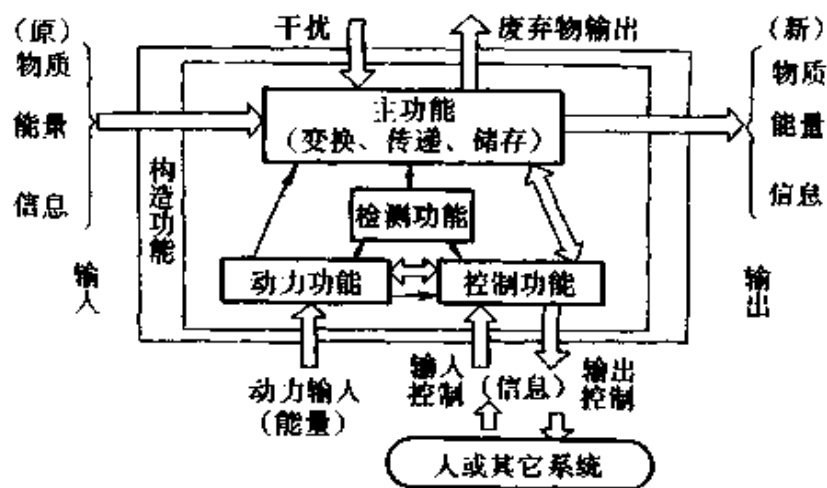 （原）
物质
能量
信息
输人
干扰
废弃物输出
（新）
物质
能量
信息
输出
构造功能
主功能
（变换、传递、储存）
检测功能
动力功能
控制功能
动力输人
（能量）
输人
控制
（信息）
输出
控制
人或其它系统